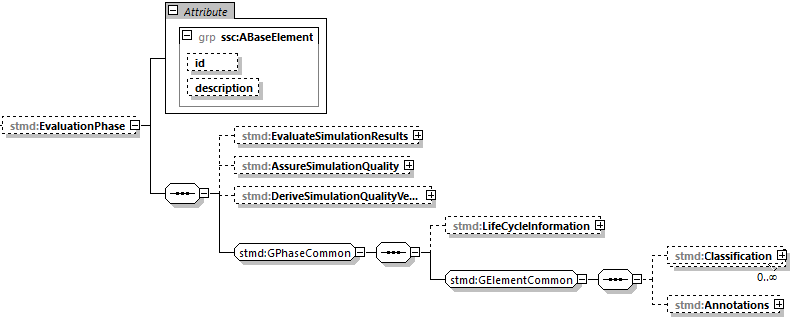 Attribute
grp ssc:ABaseElement
id
description
stmd:EvaluationPhase
stmd:EvaluateSimulationResults
stmd:AssureSimulationQuality
stmd:DeriveSimulationQualityVe...
stmd:LifeCycleInformation
stmd:GPhaseCommon
stmd:Classification
0..∞
stmd:GElementCommon
stmd:Annotations